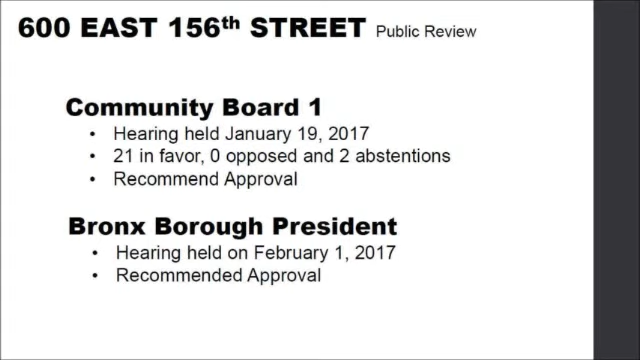 600 EAST 156th STREET Public Review
Community Board 1
• Hearing held January 19, 2017
• 21 in favor, 0 opposed and 2 abstentions
• Recommend Approval
Bronx Borough President
• Hearing held on February 1, 2017
• Recommended Approval